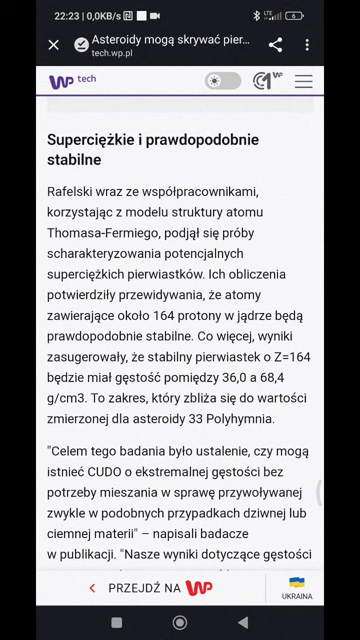 22:23 | 0,0KB/s
LTE
6
Asteroidy mogą skrywać pier...
tech.wp.pl
WP tech
WP
Superciężkie i prawdopodobnie
stabilne
Rafelski wraz ze współpracownikami,
korzystając z modelu struktury atomu
Thomasa-Fermiego, podjął się próby
scharakteryzowania potencjalnych
superciężkich pierwiastków. Ich obliczenia
potwierdziły przewidywania, że atomy
zawierające około 164 protony w jądrze będą
prawdopodobnie stabilne. Co więcej, wyniki
zasugerowały, że stabilny pierwiastek o Z=164
będzie miał gęstość pomiędzy 36,0 a 68,4
g/cm3. To zakres, który zbliża się do wartości
zmierzonej dla asteroidy 33 Polyhymnia.
"Celem tego badania było ustalenie, czy mogą
istnieć CUDO o ekstremalnej gęstości bez
potrzeby mieszania w sprawę przywoływanej
zwykle w podobnych przypadkach dziwnej lub
ciemnej materii" – napisali badacze
w publikacji. "Nasze wyniki dotyczące gęstości
PRZEJDŹ NA WP
UKRAINA